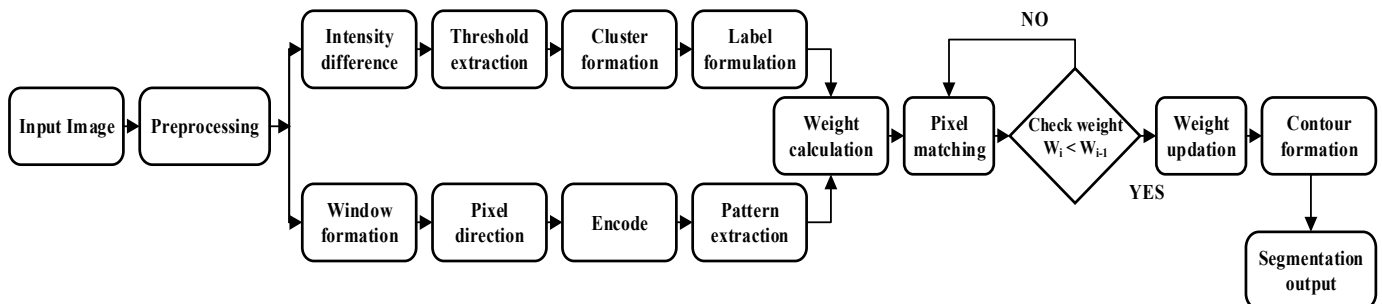 Input Image
Preprocessing
Intensity
difference
Threshold
extraction
Cluster
formation
Label
formulation
Window
formation
Pixel
direction
Encode
Pattern
extraction
Weight
calculation
Pixel
matching
NO
Check weight
Wi < Wi-1
YES
Weight
updation
Contour
formation
Segmentation
output